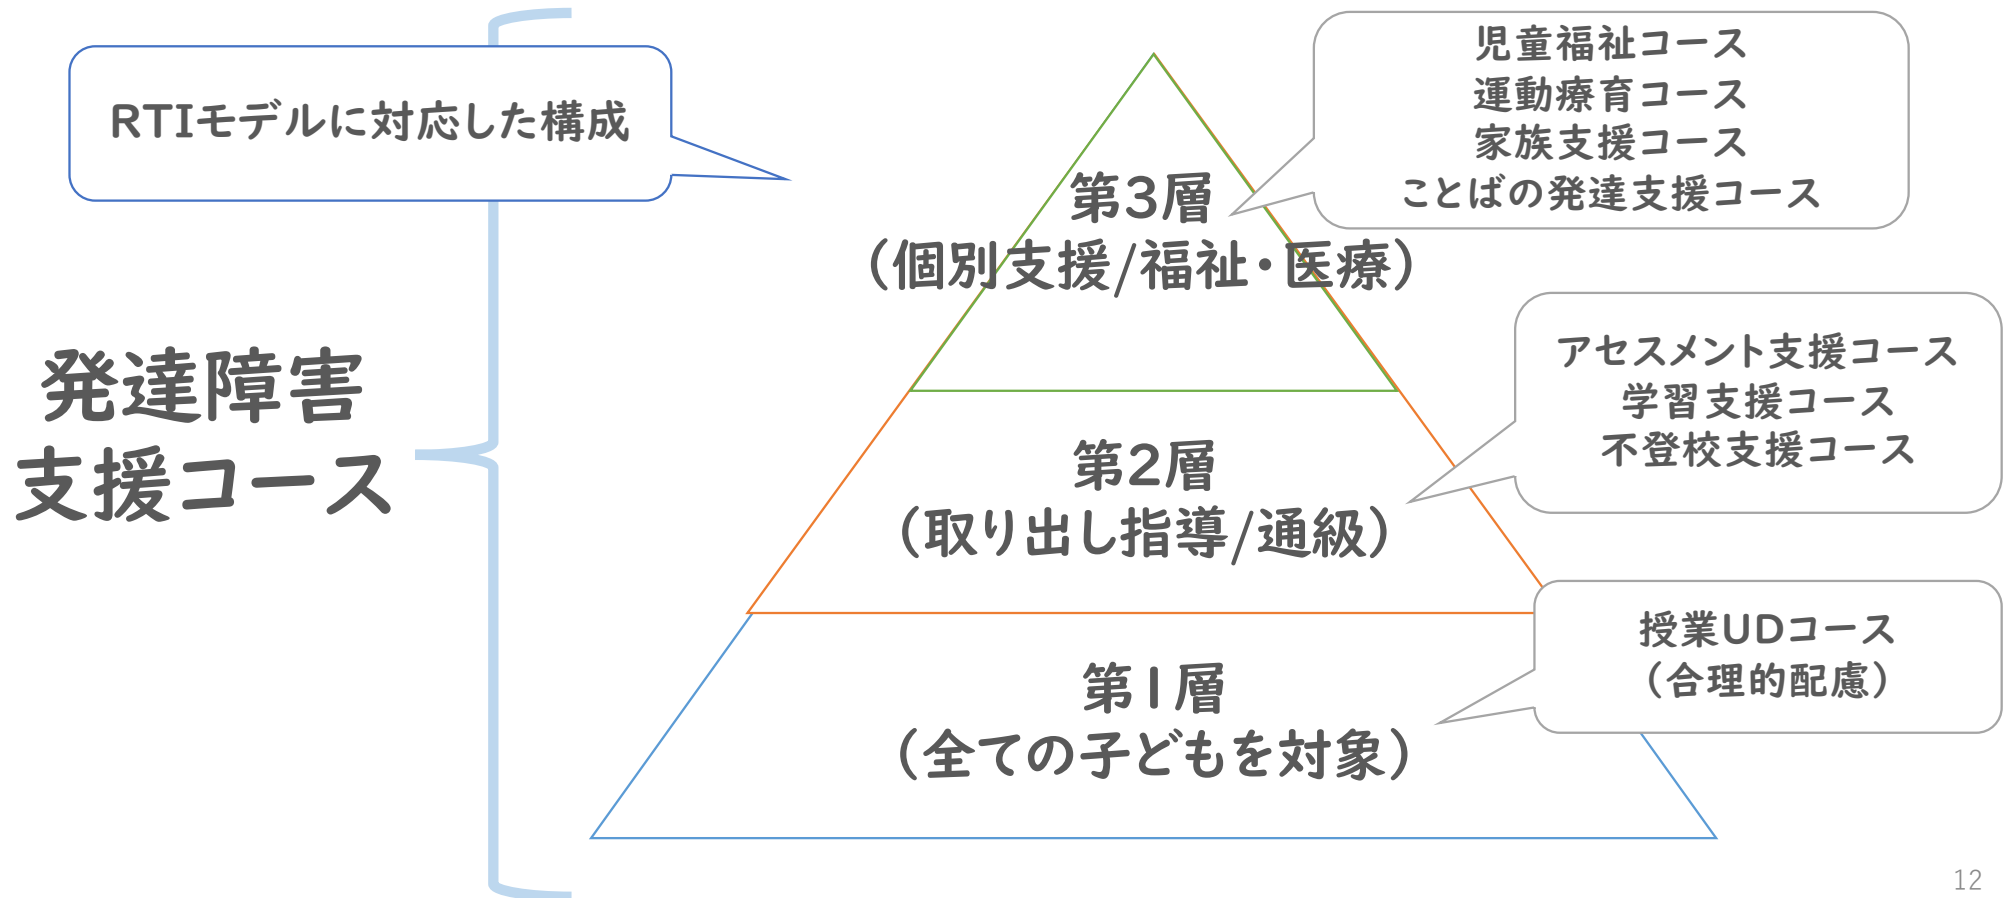 RTIモデルに対応した構成
発達障害
支援コース
第3層
（個別支援/福祉・医療）
児童福祉コース
運動療育コース
家族支援コース
ことばの発達支援コース
第2層
（取り出し指導/通級）
アセスメント支援コース
学習支援コース
不登校支援コース
第1層
（全ての子どもを対象）
授業UDコース
（合理的配慮）
12